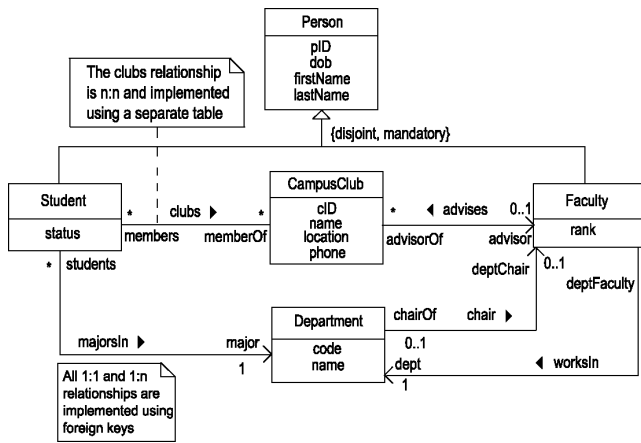 Person
pID
dob
firstName
lastName
The clubs relationship
is n:n and implemented
using a separate table
{disjoint, mandatory}
Student
status
CampusClub
cID
name
location
phone
Faculty
rank
* clubs ► *
members memberOf
* ◄ advises 0..1
advisorOf advisor
* students
deptChair 0..1
deptFaculty
majorsIn ► major
1
Department
code
name
chairOf chair ►
0..1
dept ◄ worksIn
1
All 1:1 and 1:n
relationships are
implemented using
foreign keys